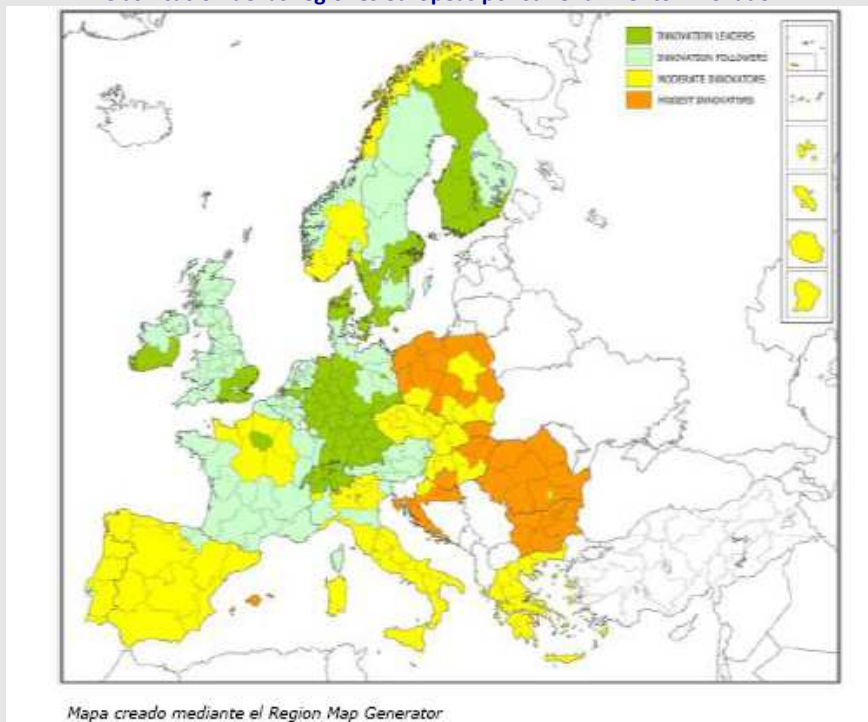 INNOVATION LEADERS
INNOVATION FOLLOWERS
MODERATE INNOVATORS
MODEST INNOVATORS
Mapa creado mediante el Region Map Generator